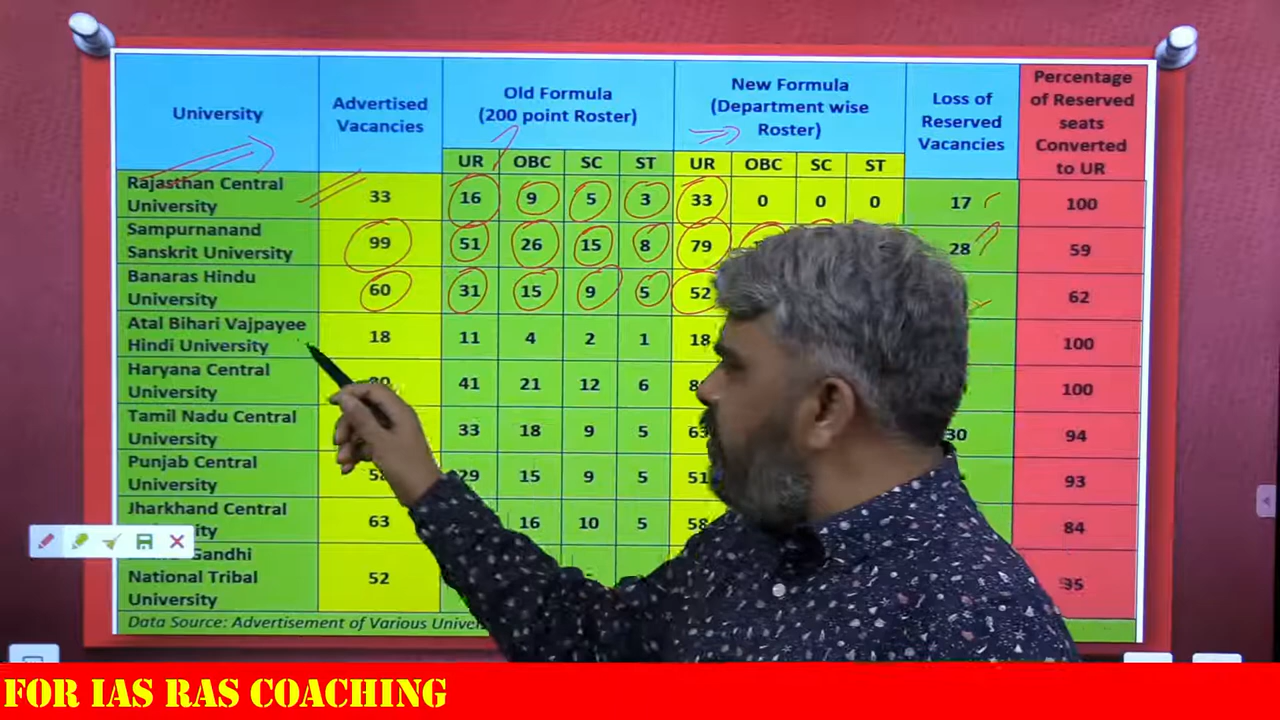 University
Advertised
Vacancies
Old Formula
(200 point Roster)
New Formula
(Department wise
Roster)
Loss of
Reserved
Vacancies
Percentage
of Reserved
seats
Converted
to UR
UR OBC SC ST UR OBC SC ST
Rajasthan Central
University
33 16 9 5 3 33 0 0 0 17 100
Sampurnanand
Sanskrit University
99 51 26 15 8 79 28 59
Banaras Hindu
University
60 31 15 9 5 52 62
Atal Bihari Vajpayee
Hindi University
18 11 4 2 1 18 100
Haryana Central
University
41 21 12 6 100
Tamil Nadu Central
University
33 18 9 5 30 94
Punjab Central
University
29 15 9 5 51 93
Jharkhand Central
63 16 10 5 58 84
Gandhi
National Tribal
University
52 35
Data Source: Advertisement of Various
FOR IAS RAS COACHING